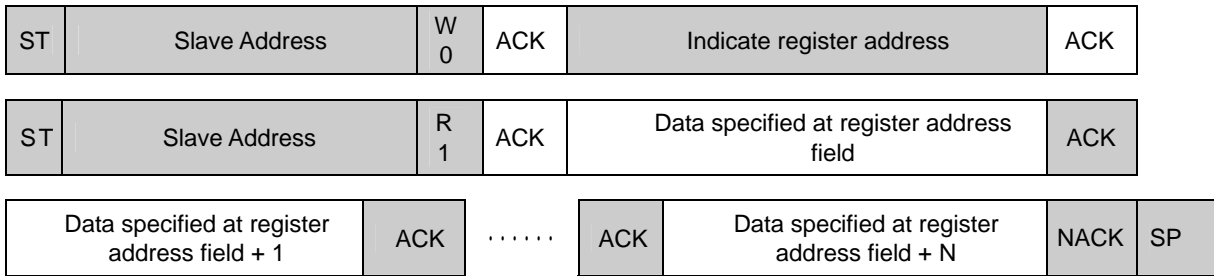 ST Slave Address W 0 ACK Indicate register address ACK
ST Slave Address R 1 ACK Data specified at register address field ACK
Data specified at register address field + 1 ACK ······ ACK Data specified at register address field + N NACK SP